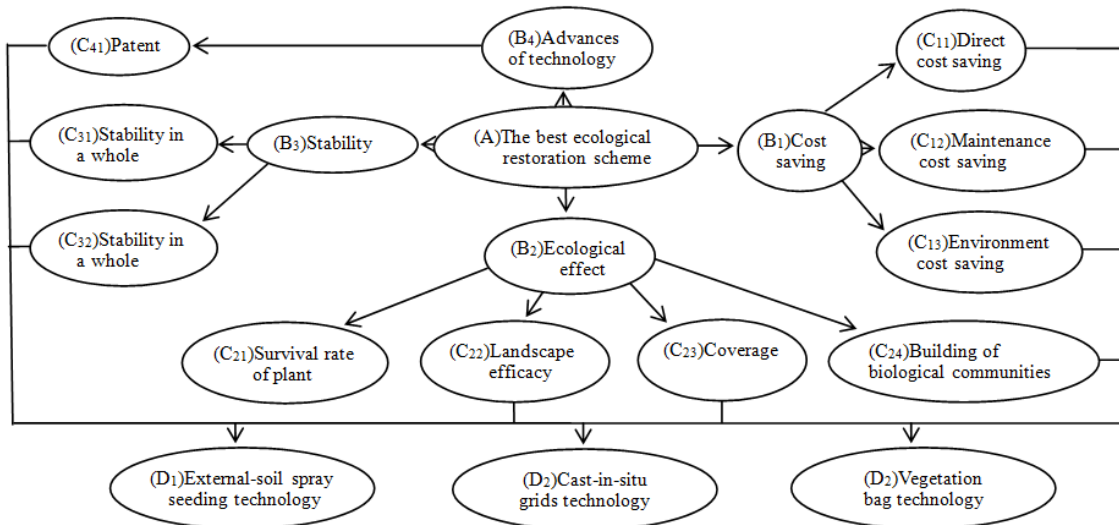 (C41)Patent
(B4)Advances
of technology
(C11)Direct
cost saving
(C31)Stability in
a whole
(B3)Stability
(A)The best ecological
restoration scheme
(B1)Cost
saving
(C12)Maintenance
cost saving
(C32)Stability in
a whole
(B2)Ecological
effect
(C13)Environment
cost saving
(C21)Survival rate
of plant
(C22)Landscape
efficacy
(C23)Coverage
(C24)Building of
biological communities
(D1)External-soil spray
seeding technology
(D2)Cast-in-situ
grids technology
(D2)Vegetation
bag technology